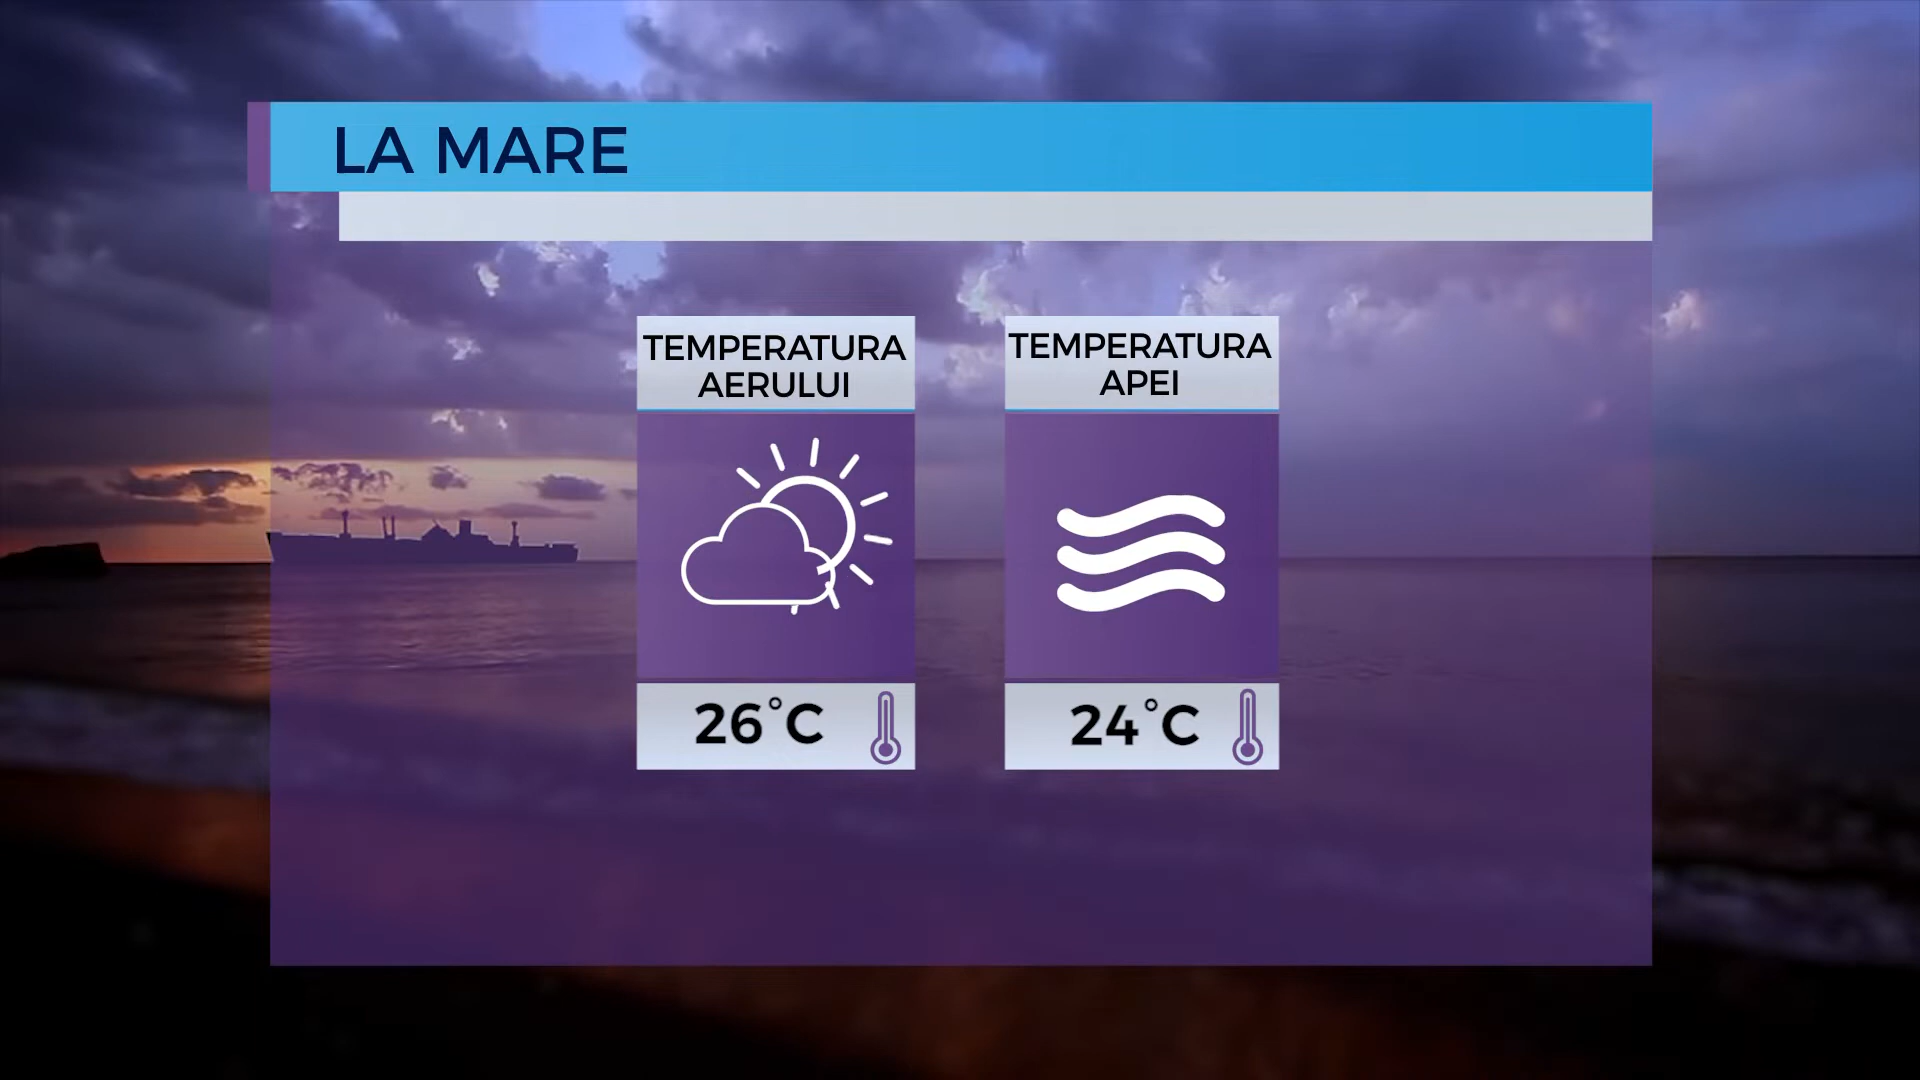 LA MARE
TEMPERATURA
AERULUI
26°C
TEMPERATURA
APEI
24°C